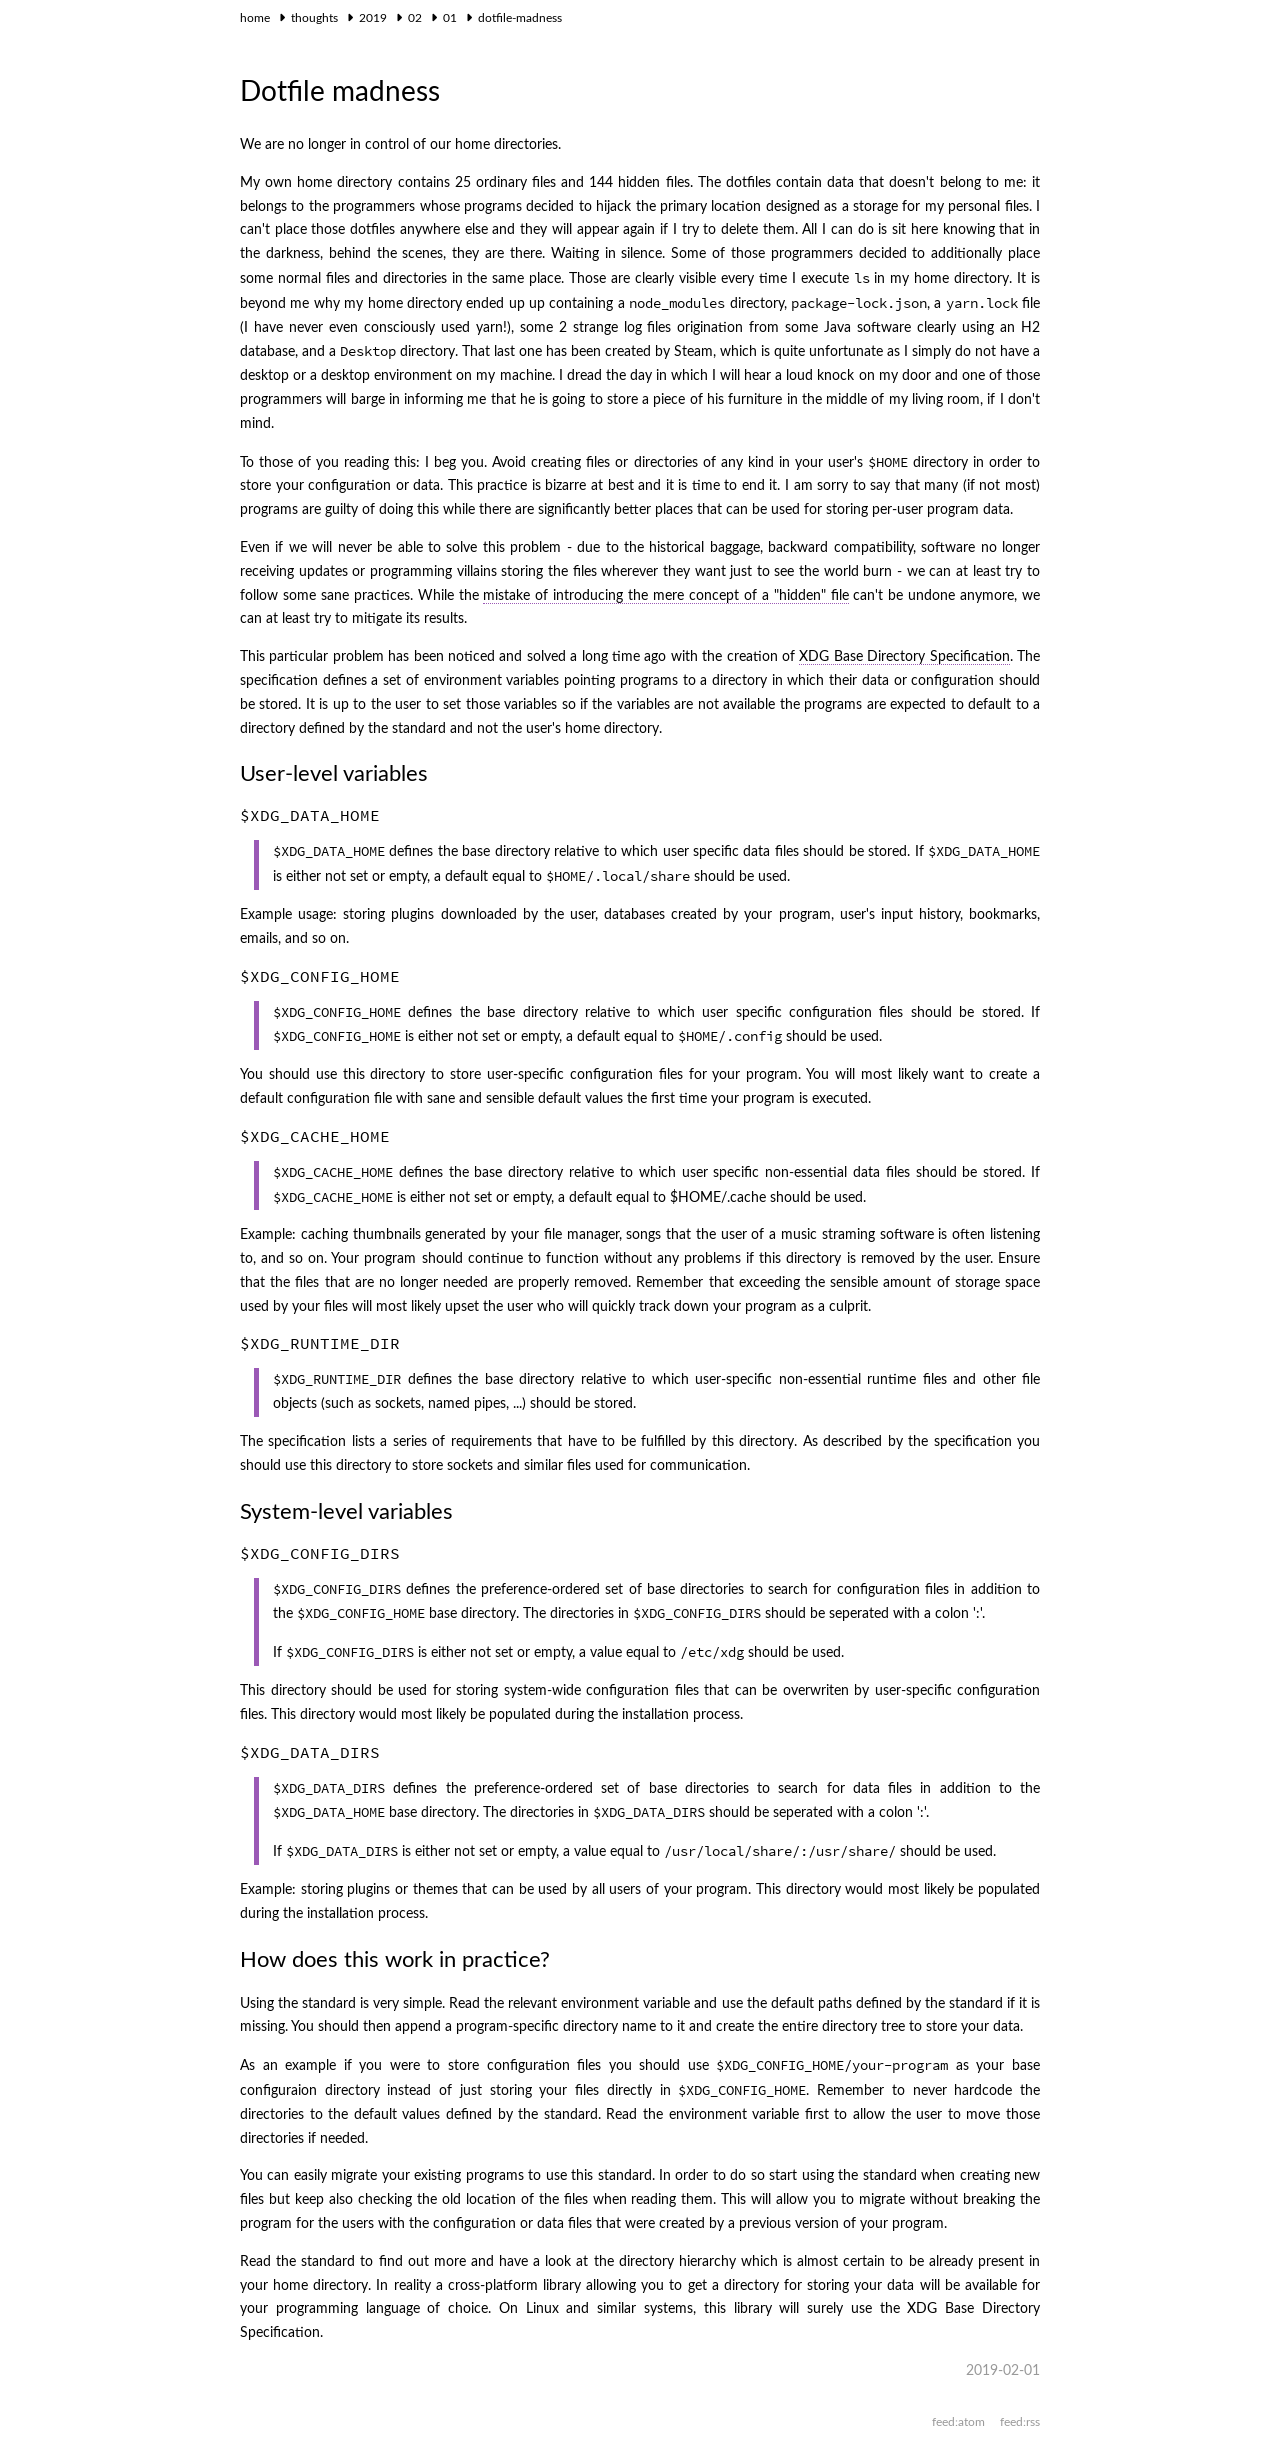 home thoughts 2019 02 01 dotfile-madness
Dotfile madness
We are no longer in control of our home directories.
My own home directory contains 25 ordinary files and 144 hidden files. The dotfiles contain data that doesn't belong to me: it
belongs to the programmers whose programs decided to hijack the primary location designed as a storage for my personal files. I
can't place those dotfiles anywhere else and they will appear again if I try to delete them. All I can do is sit here knowing that in
the darkness, behind the scenes, they are there. Waiting in silence. Some of those programmers decided to additionally place
some normal files and directories in the same place. Those are clearly visible every time I execute ls in my home directory. It is
beyond me why my home directory ended up up containing a node_modules directory, package-lock.json, a yarn.lock file
(I have never even consciously used yarn!), some 2 strange log files origination from some Java software clearly using an H2
database, and a Desktop directory. That last one has been created by Steam, which is quite unfortunate as I simply do not have a
desktop or a desktop environment on my machine. I dread the day in which I will hear a loud knock on my door and one of those
programmers will barge in informing me that he is going to store a piece of his furniture in the middle of my living room, if I don't
mind.
To those of you reading this: I beg you. Avoid creating files or directories of any kind in your user's $HOME directory in order to
store your configuration or data. This practice is bizarre at best and it is time to end it. I am sorry to say that many (if not most)
programs are guilty of doing this while there are significantly better places that can be used for storing per-user program data.
Even if we will never be able to solve this problem - due to the historical baggage, backward compatibility, software no longer
receiving updates or programming villains storing the files wherever they want just to see the world burn - we can at least try to
follow some sane practices. While the mistake of introducing the mere concept of a "hidden" file can't be undone anymore, we
can at least try to mitigate its results.
This particular problem has been noticed and solved a long time ago with the creation of XDG Base Directory Specification. The
specification defines a set of environment variables pointing programs to a directory in which their data or configuration should
be stored. It is up to the user to set those variables so if the variables are not available the programs are expected to default to a
directory defined by the standard and not the user's home directory.
User-level variables
$XDG_DATA_HOME
$XDG_DATA_HOME defines the base directory relative to which user specific data files should be stored. If $XDG_DATA_HOME
is either not set or empty, a default equal to $HOME/.local/share should be used.
Example usage: storing plugins downloaded by the user, databases created by your program, user's input history, bookmarks,
emails, and so on.
$XDG_CONFIG_HOME
$XDG_CONFIG_HOME defines the base directory relative to which user specific configuration files should be stored. If
$XDG_CONFIG_HOME is either not set or empty, a default equal to $HOME/.config should be used.
You should use this directory to store user-specific configuration files for your program. You will most likely want to create a
default configuration file with sane and sensible default values the first time your program is executed.
$XDG_CACHE_HOME
$XDG_CACHE_HOME defines the base directory relative to which user specific non-essential data files should be stored. If
$XDG_CACHE_HOME is either not set or empty, a default equal to $HOME/.cache should be used.
Example: caching thumbnails generated by your file manager, songs that the user of a music straming software is often listening
to, and so on. Your program should continue to function without any problems if this directory is removed by the user. Ensure
that the files that are no longer needed are properly removed. Remember that exceeding the sensible amount of storage space
used by your files will most likely upset the user who will quickly track down your program as a culprit.
$XDG_RUNTIME_DIR
$XDG_RUNTIME_DIR defines the base directory relative to which user-specific non-essential runtime files and other file
objects (such as sockets, named pipes, ...) should be stored.
The specification lists a series of requirements that have to be fulfilled by this directory. As described by the specification you
should use this directory to store sockets and similar files used for communication.
System-level variables
$XDG_CONFIG_DIRS
$XDG_CONFIG_DIRS defines the preference-ordered set of base directories to search for configuration files in addition to
the $XDG_CONFIG_HOME base directory. The directories in $XDG_CONFIG_DIRS should be seperated with a colon ':'.
If $XDG_CONFIG_DIRS is either not set or empty, a value equal to /etc/xdg should be used.
This directory should be used for storing system-wide configuration files that can be overwriten by user-specific configuration
files. This directory would most likely be populated during the installation process.
$XDG_DATA_DIRS
$XDG_DATA_DIRS defines the preference-ordered set of base directories to search for data files in addition to the
$XDG_DATA_HOME base directory. The directories in $XDG_DATA_DIRS should be seperated with a colon ':'.
If $XDG_DATA_DIRS is either not set or empty, a value equal to /usr/local/share/:/usr/share/ should be used.
Example: storing plugins or themes that can be used by all users of your program. This directory would most likely be populated
during the installation process.
How does this work in practice?
Using the standard is very simple. Read the relevant environment variable and use the default paths defined by the standard if it is
missing. You should then append a program-specific directory name to it and create the entire directory tree to store your data.
As an example if you were to store configuration files you should use $XDG_CONFIG_HOME/your-program as your base
configuraion directory instead of just storing your files directly in $XDG_CONFIG_HOME. Remember to never hardcode the
directories to the default values defined by the standard. Read the environment variable first to allow the user to move those
directories if needed.
You can easily migrate your existing programs to use this standard. In order to do so start using the standard when creating new
files but keep also checking the old location of the files when reading them. This will allow you to migrate without breaking the
program for the users with the configuration or data files that were created by a previous version of your program.
Read the standard to find out more and have a look at the directory hierarchy which is almost certain to be already present in
your home directory. In reality a cross-platform library allowing you to get a directory for storing your data will be available for
your programming language of choice. On Linux and similar systems, this library will surely use the XDG Base Directory
Specification.
2019-02-01
feed:atom feed:rss